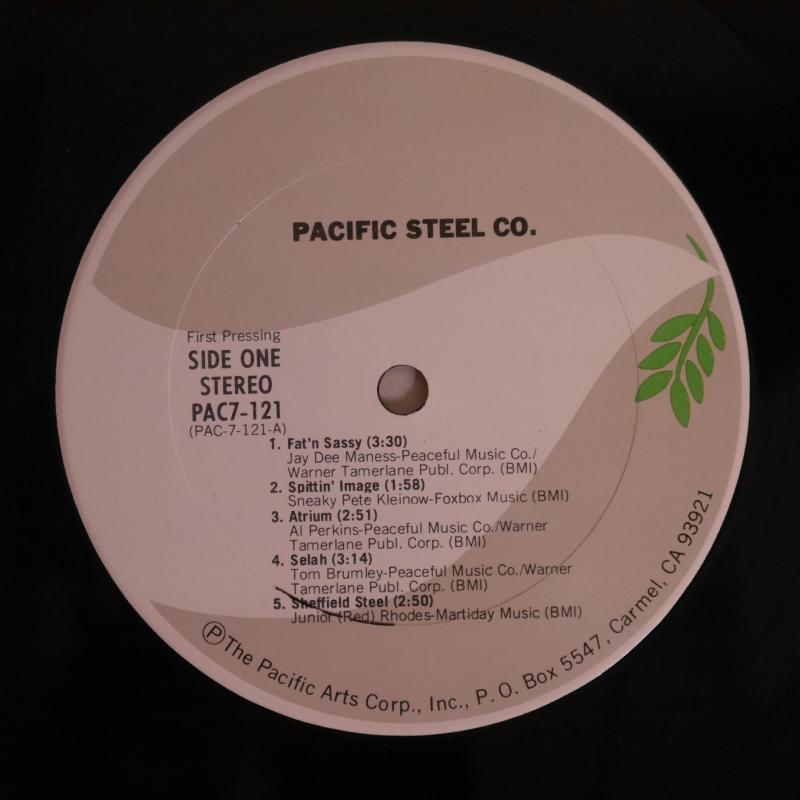 PACIFIC STEEL CO.
First Pressing
SIDE ONE
STEREO
PAC7-121
(PAC-7-121-A)
1. Fat'n Sassy (3:30)
Jay Dee Maness-Peaceful Music Co./
Warner Tamerlane Publ. Corp. (BMI)
2. Spittin' Image (1:58)
Sneaky Pete Kleinow-Foxbox Music (BMI)
3. Atrium (2:51)
Al Perkins-Peaceful Music Co./Warner
Tamerlane Publ. Corp. (BMI)
4. Selah (3:14)
Tom Brumley-Peaceful Music Co./Warner
Tamerlane Publ. Corp. (BMI)
5. Sheffield Steel (2:50)
Junior (Red) Rhodes-Martiday Music (BMI)
Ⓟ The Pacific Arts Corp., Inc., P. O. Box 5547, Carmel, CA 93921